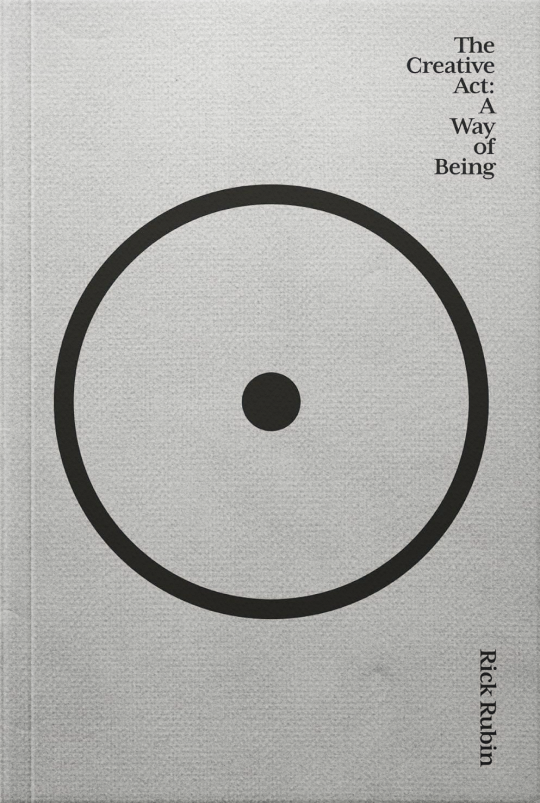 The
Creative
Act:
A
Way
of
Being
Rick Rubin